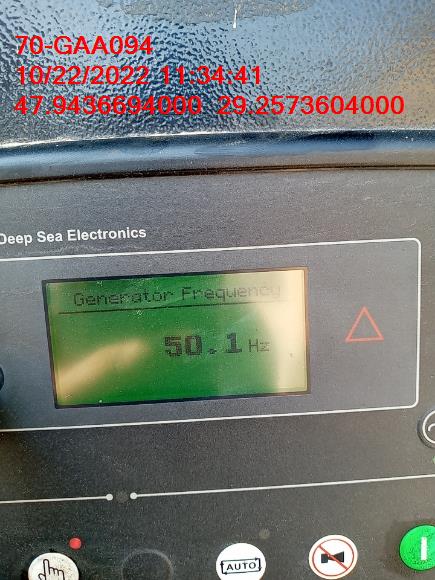 70-GAA094
10/22/2022 11:34:41
47.9436694000 29.2573604000
Deep Sea Electronics
Generator Frequency
50.1 Hz
AUTO
I